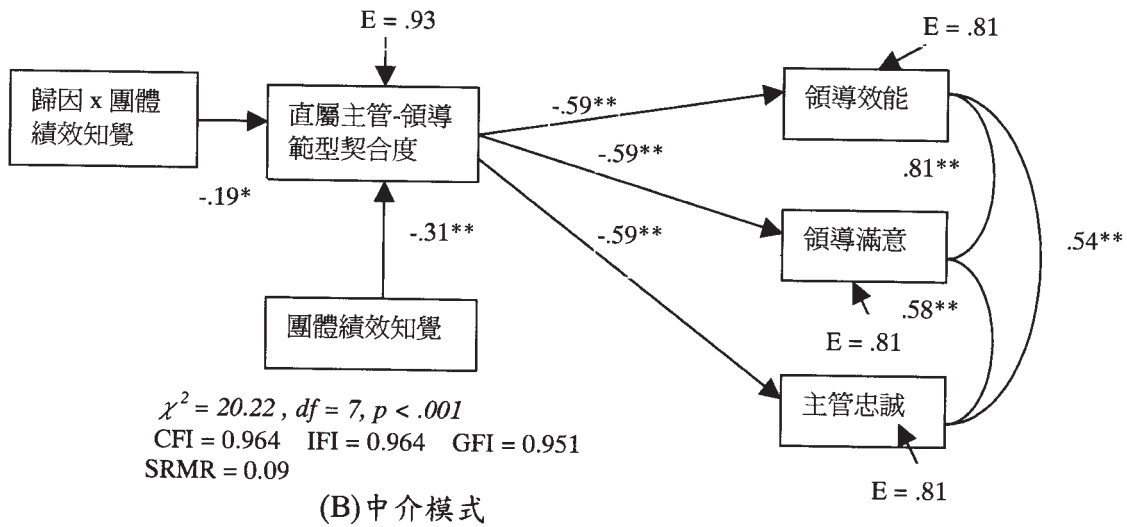 E = .93
E = .81
歸因 x 團體
績效知覺
直屬主管-領導
範型契合度
領導效能
-.59**
-.59**
.81**
-.19*
-.31**
-.59**
領導滿意
.54**
.58**
團體績效知覺
E = .81
χ² = 20.22 , df = 7, p < .001
主管忠誠
CFI = 0.964 IFI = 0.964 GFI = 0.951
SRMR = 0.09
E = .81
(B)中介模式